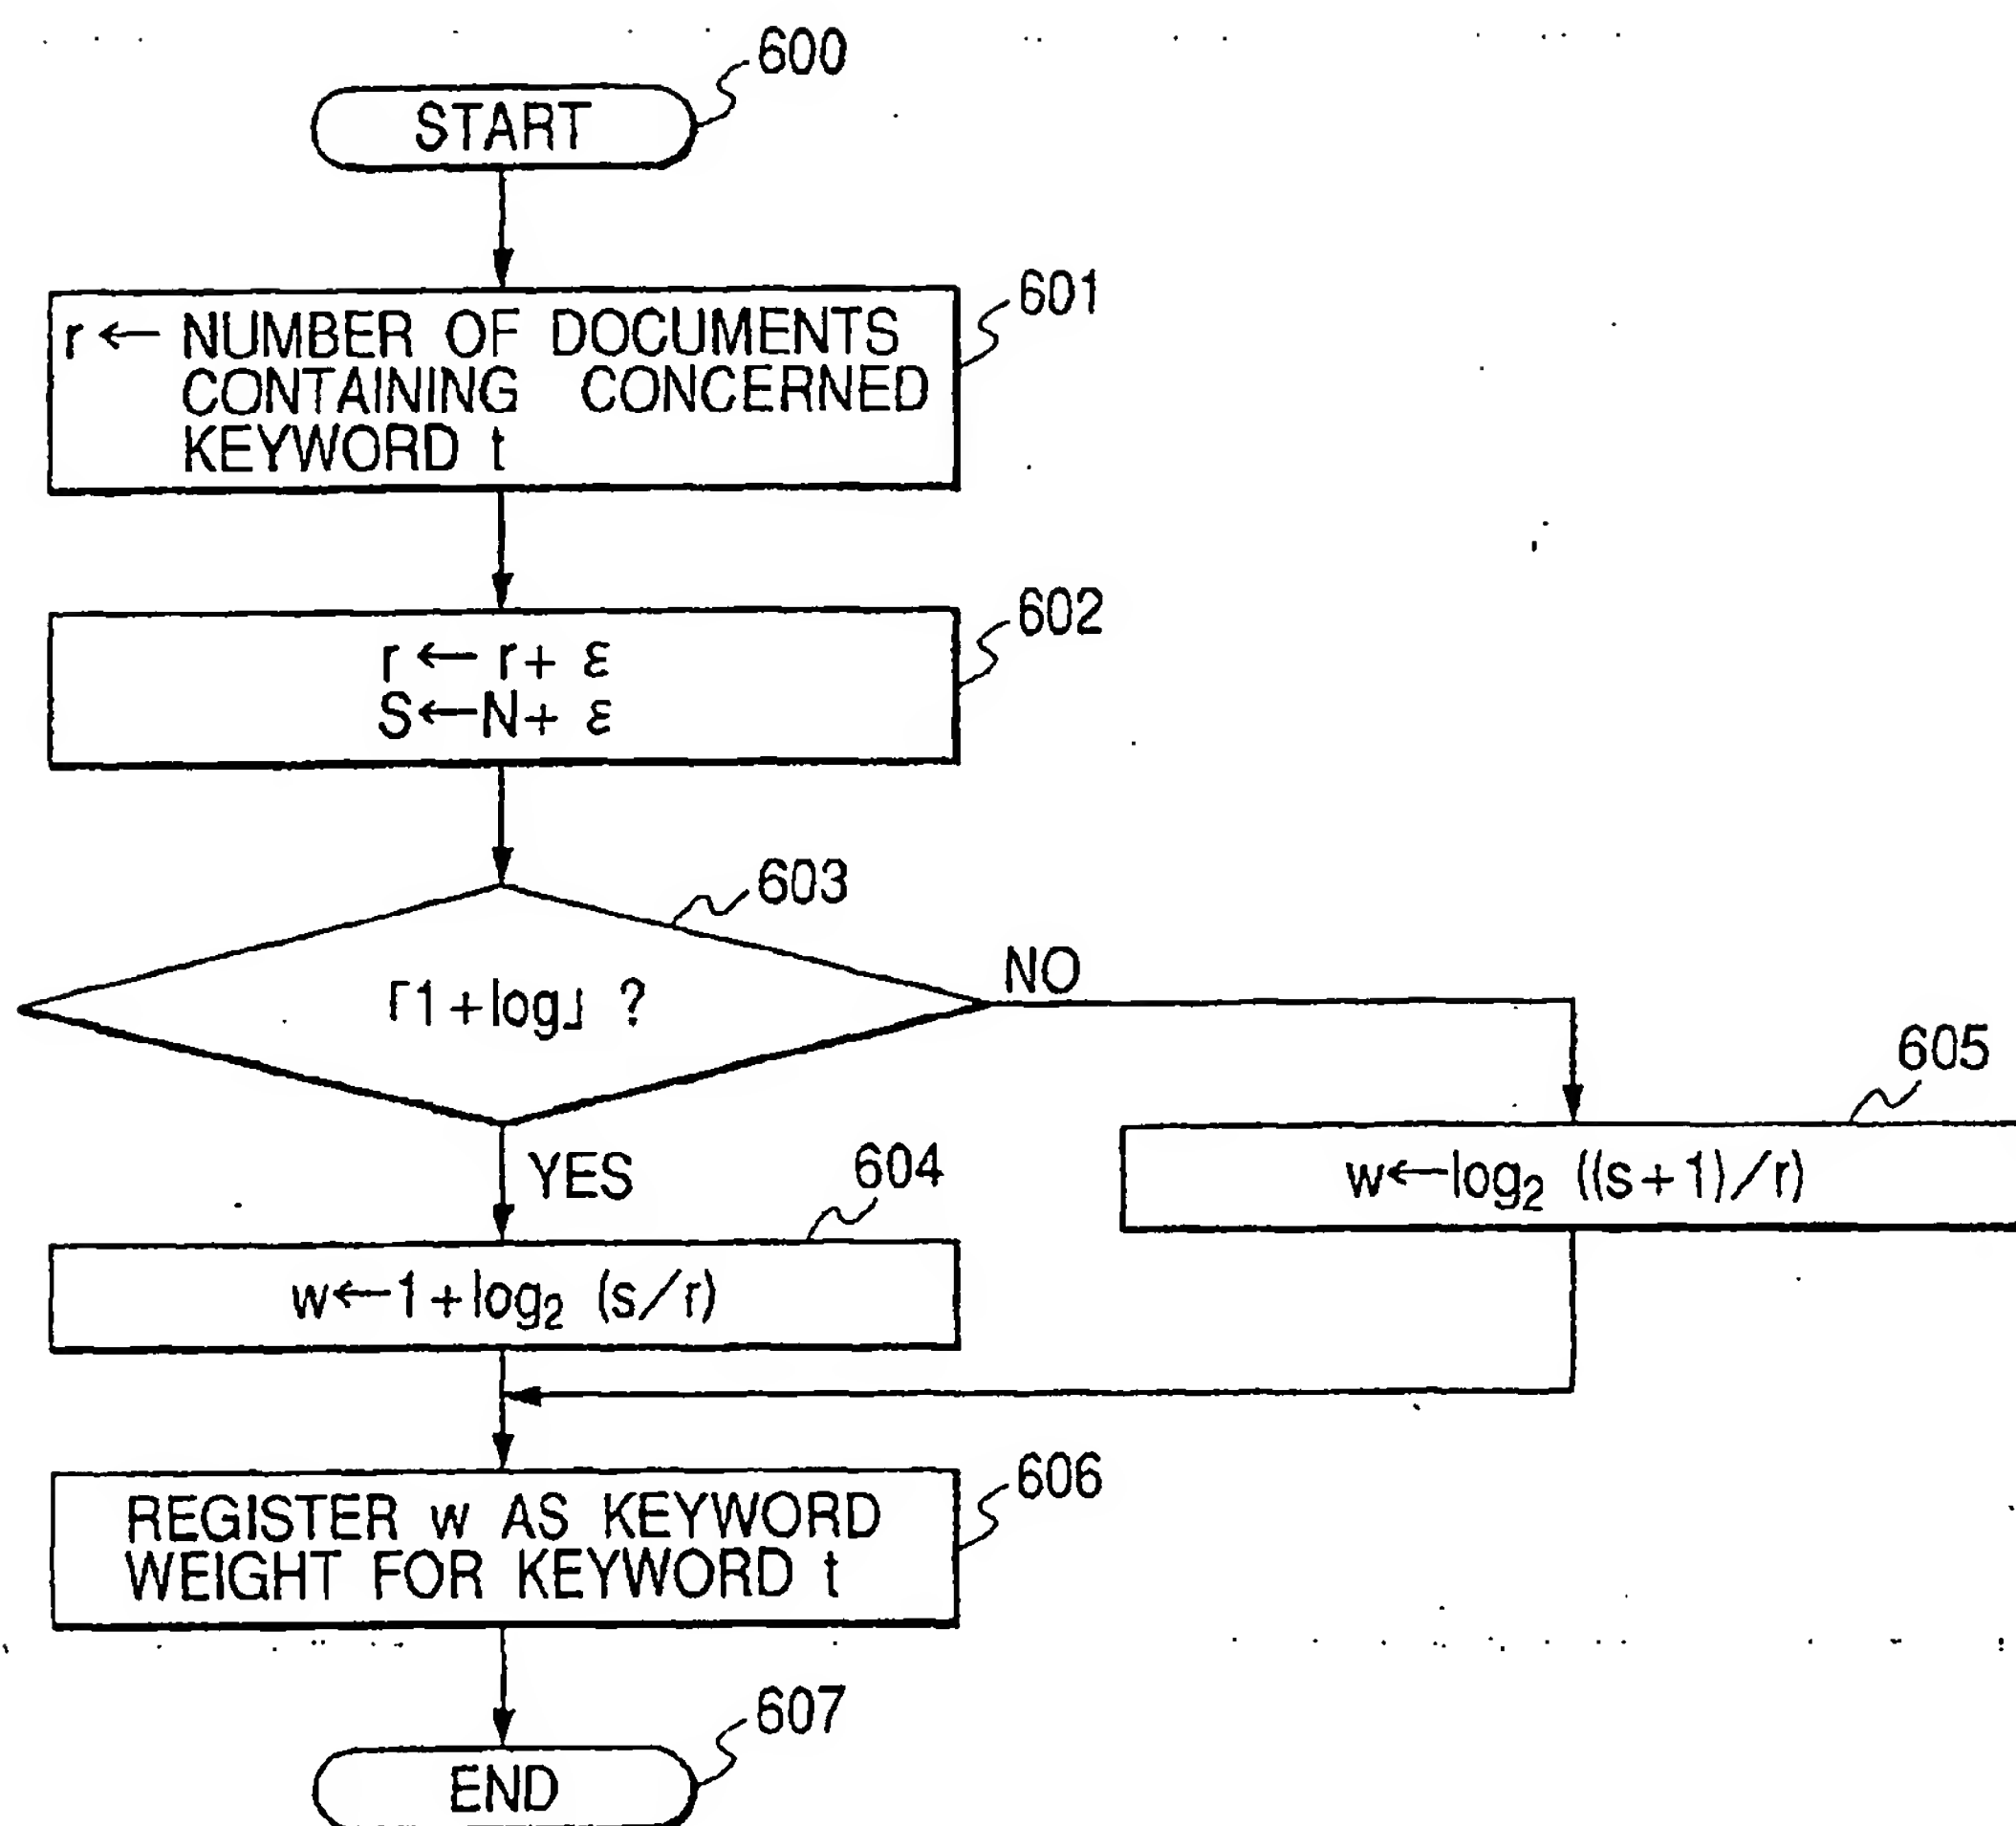 600
START
601
r ← NUMBER OF DOCUMENTS
CONTAINING CONCERNED
KEYWORD t
602
r ← r + ε
S ← N + ε
603
「1+log」 ?
NO
YES
604
605
w ← 1 + log₂ (s/r)
w ← log₂ ((s+1)/r)
606
REGISTER w AS KEYWORD
WEIGHT FOR KEYWORD t
607
END